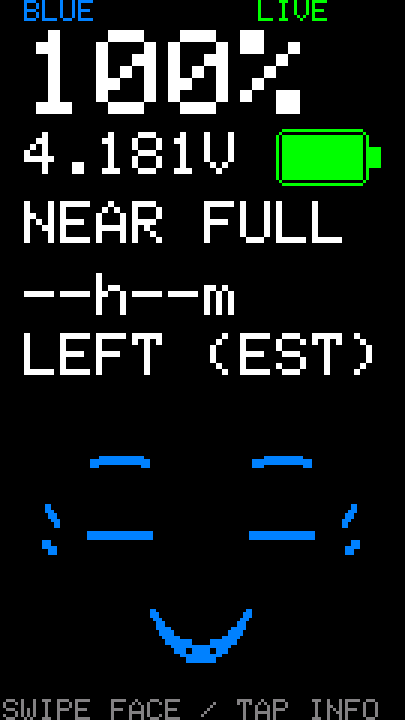 BLUE LIVE
100%
4.181V
NEAR FULL
--h--m
LEFT (EST)
SWIPE FACE / TAP INFO